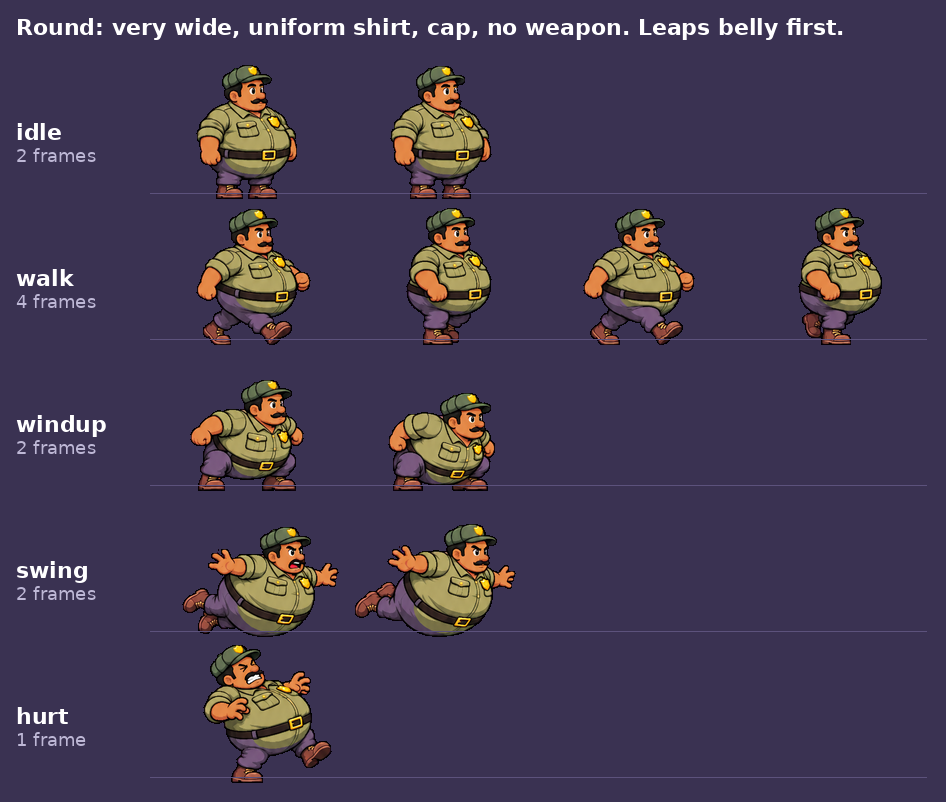 Round: very wide, uniform shirt, cap, no weapon. Leaps belly first.
idle
2 frames
walk
4 frames
windup
2 frames
swing
2 frames
hurt
1 frame